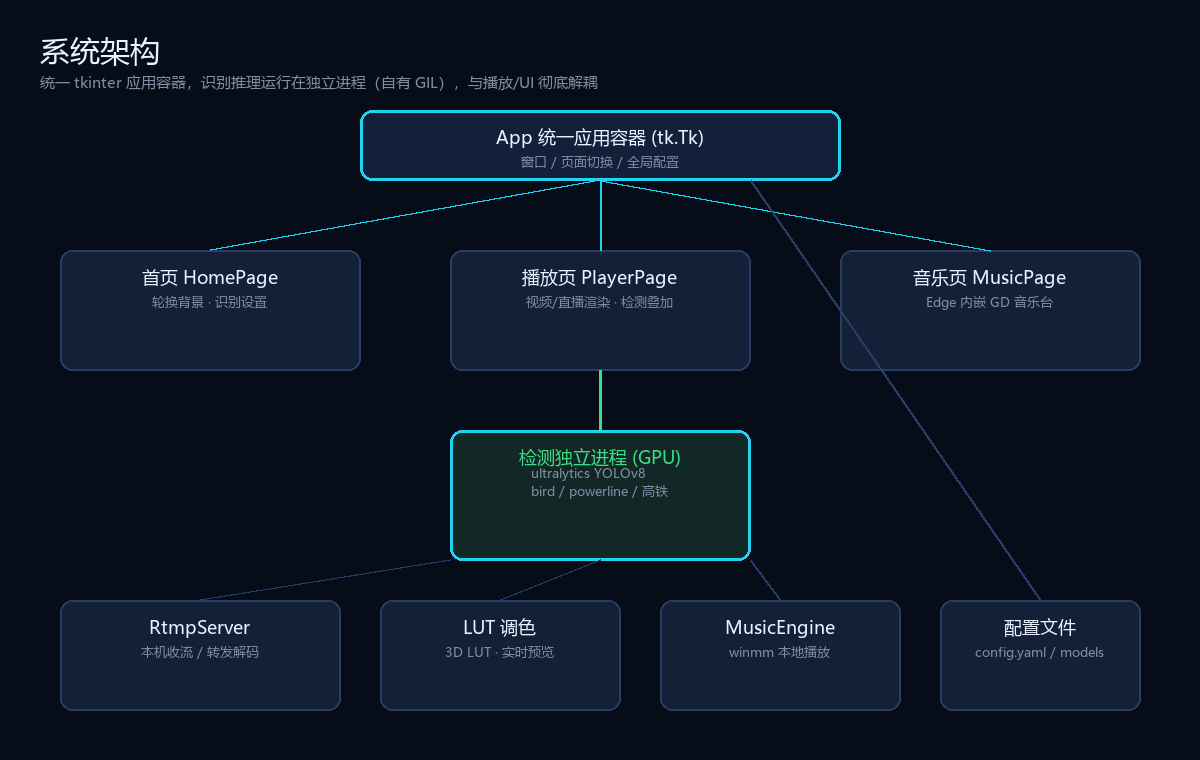 系统架构
统一 tkinter 应用容器，识别推理运行在独立进程（自有 GIL），与播放/UI 彻底解耦
App 统一应用容器 (tk.Tk)
窗口 / 页面切换 / 全局配置
首页 HomePage
轮换背景 · 识别设置
播放页 PlayerPage
视频/直播渲染 · 检测叠加
音乐页 MusicPage
Edge 内嵌 GD 音乐台
检测独立进程 (GPU)
ultralytics YOLOv8
bird / powerline / 高铁
RtmpServer
本机收流 / 转发解码
LUT 调色
3D LUT · 实时预览
MusicEngine
winmm 本地播放
配置文件
config.yaml / models